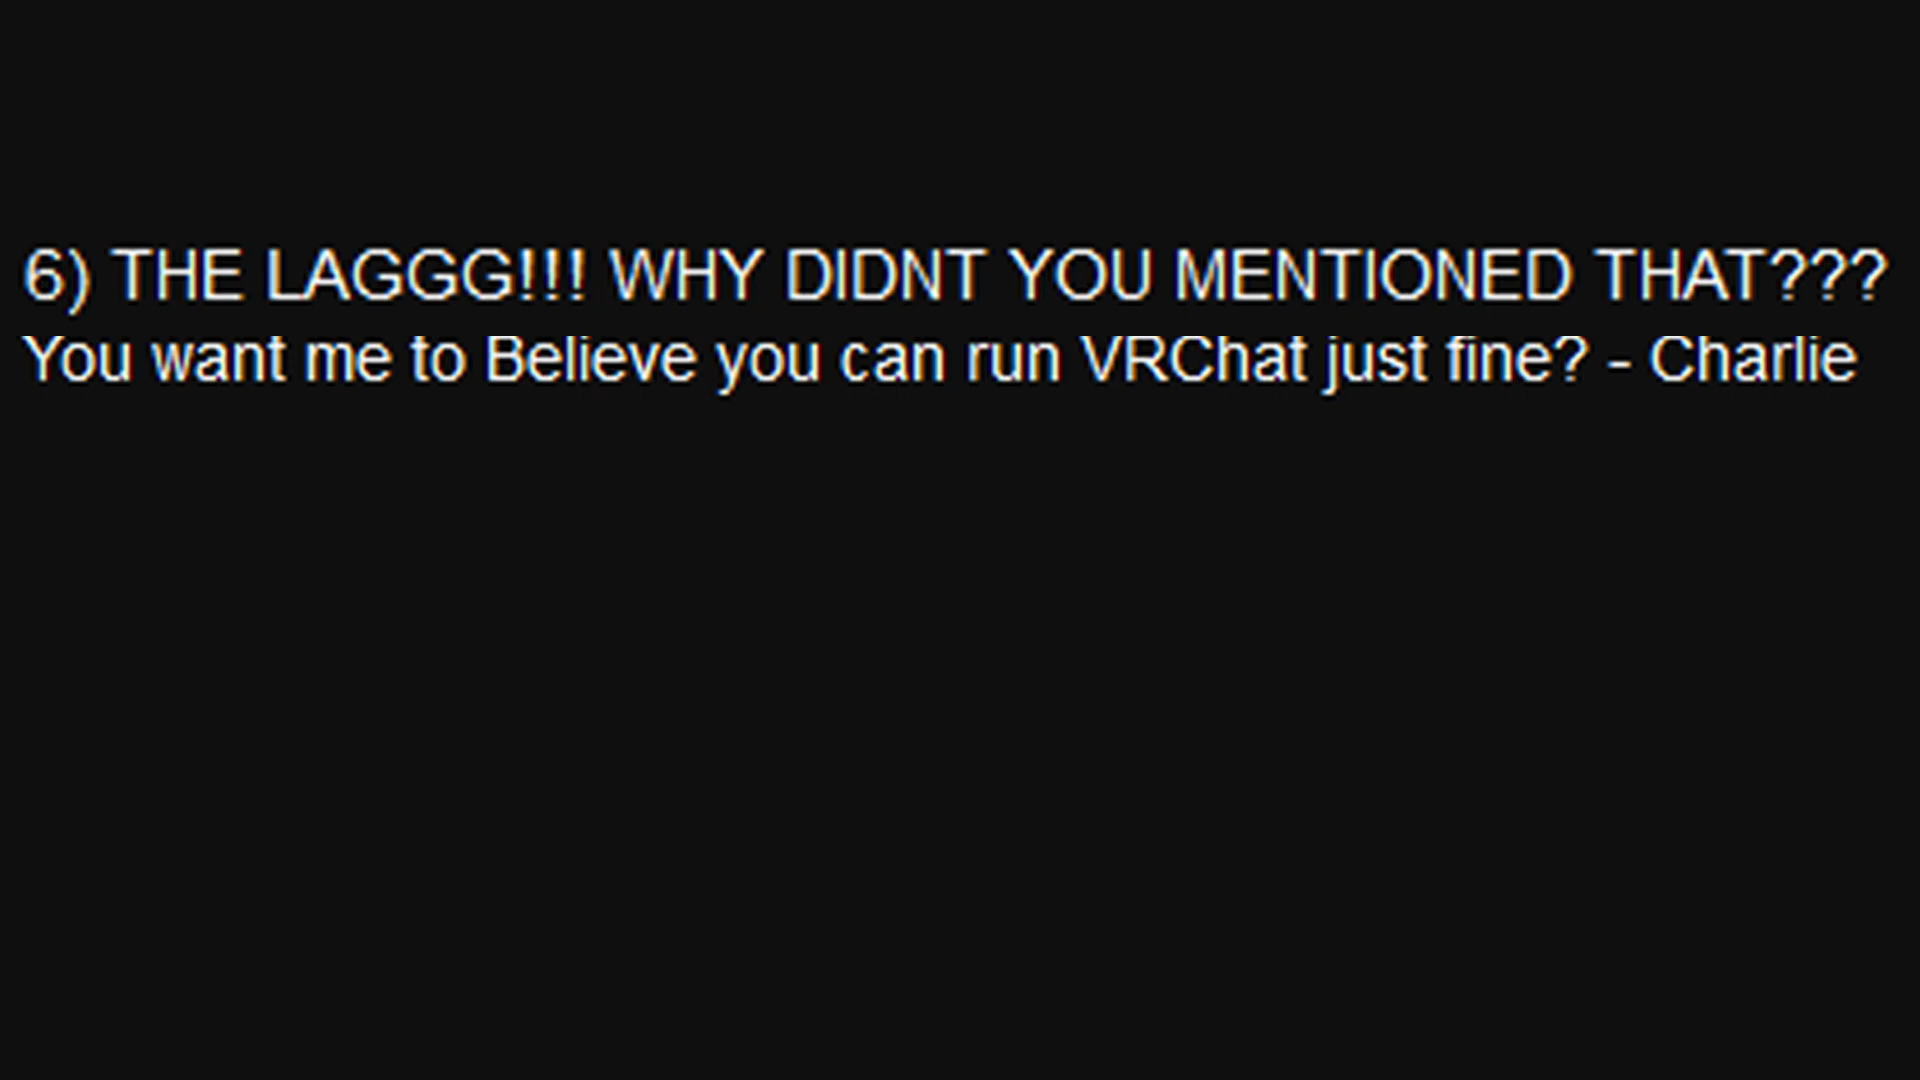 6) THE LAGGG!!! WHY DIDNT YOU MENTIONED THAT???
You want me to Believe you can run VRChat just fine? - Charlie